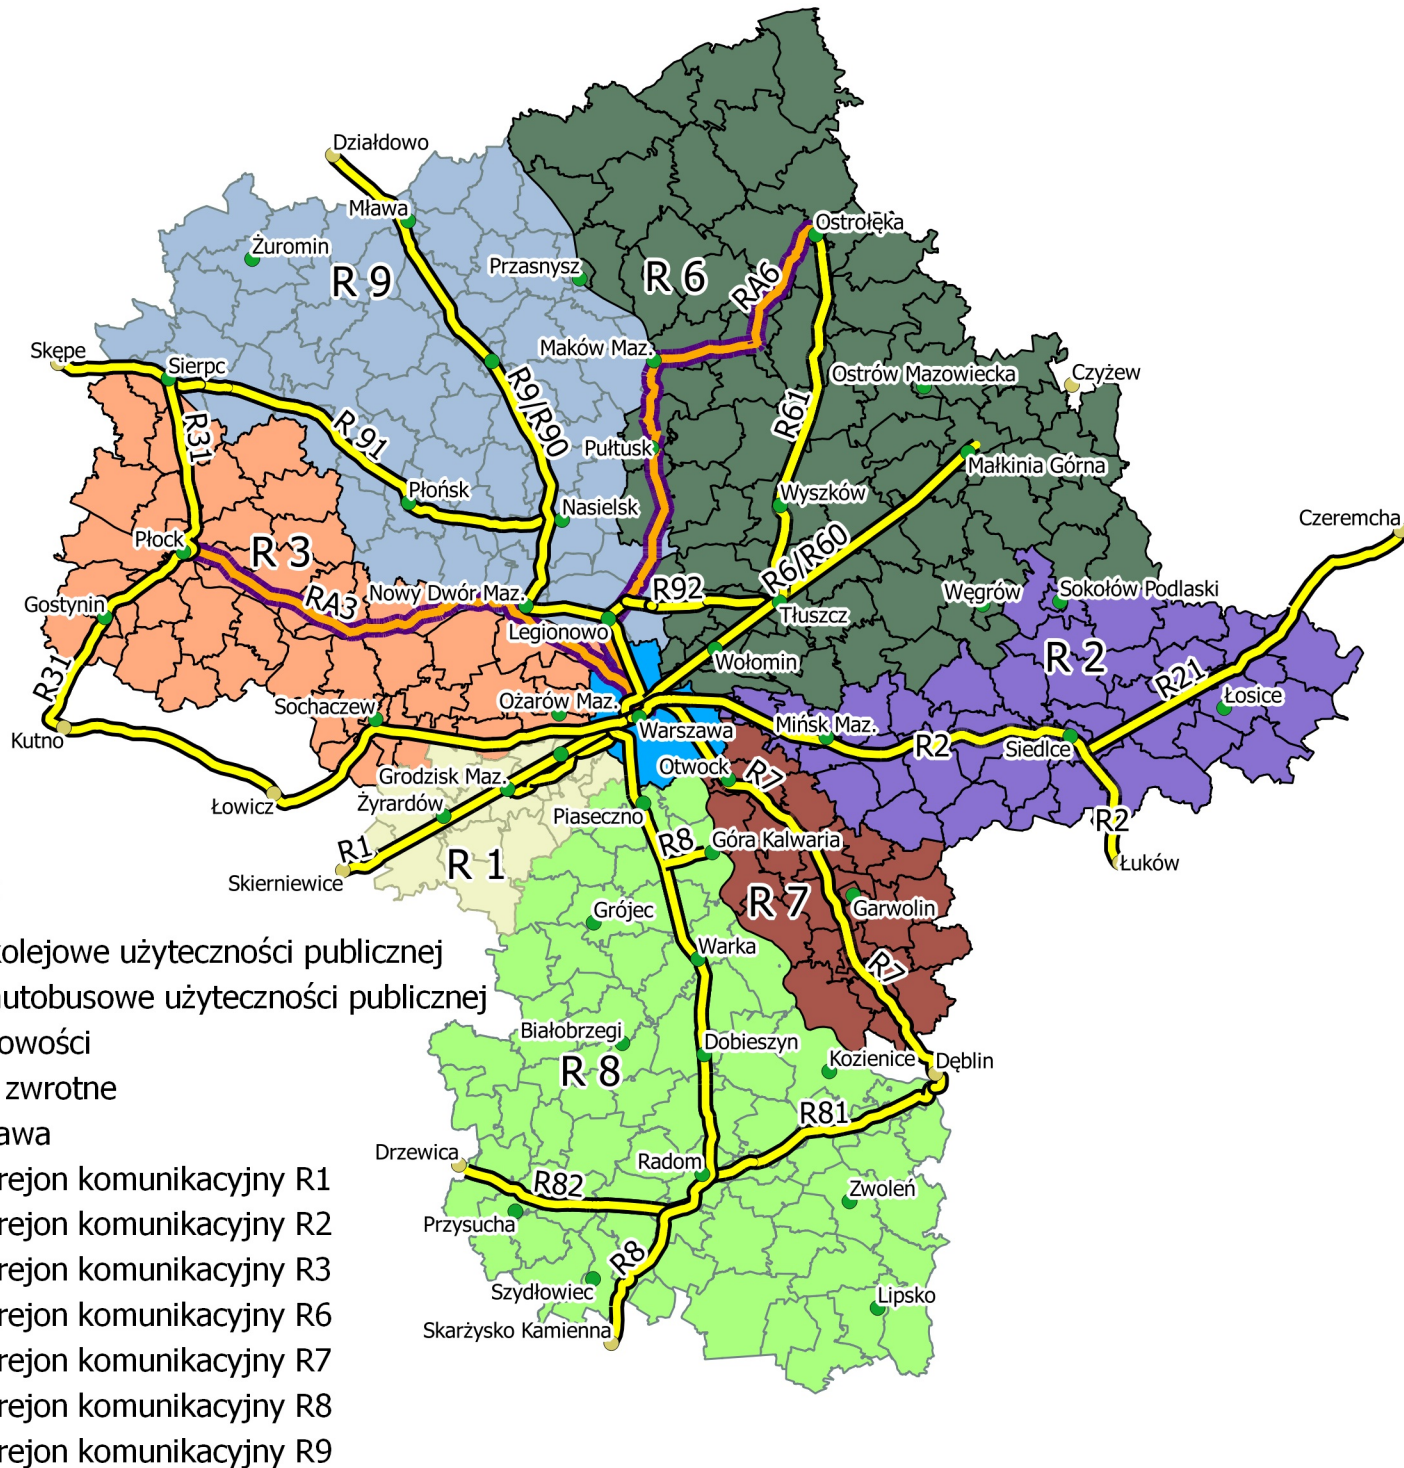 Działdowo
Mława
Żuromin
R 9
Przasnysz
R 6
RA6
Ostrołęka
Skępe
Sierpc
Maków Maz.
Ostrów Mazowiecka
Czyżew
R9/R90
R31
R 91
R61
Pułtusk
Małkinia Górna
Płońsk
Nasielsk
Wyszków
Czeremcha
Płock
R 3
R6/R60
Gostynin
RA3
Nowy Dwór Maz.
R92
Węgrów
Sokołów Podlaski
Legionowo
Tłuszcz
R 2
Wołomin
R31
R21
Łosice
Sochaczew
Ożarów Maz.
Kutno
Warszawa
Mińsk Maz.
R2
Siedlce
Otwock
R7
Grodzisk Maz.
Łowicz
Żyrardów
Piaseczno
R2
R1
R8
Góra Kalwaria
R 1
Łuków
Skierniewice
R 7
Grójec
Garwolin
kolejowe użyteczności publicznej
Warka
R7
autobusowe użyteczności publicznej
Białobrzegi
Dobieszyn
owości
R 8
Kozienice
Dęblin
zwrotne
R81
awa
Drzewica
Radom
rejon komunikacyjny R1
R82
Zwoleń
rejon komunikacyjny R2
Przysucha
R8
rejon komunikacyjny R3
Szydłowiec
Lipsko
rejon komunikacyjny R6
Skarżysko Kamienna
rejon komunikacyjny R7
rejon komunikacyjny R8
rejon komunikacyjny R9